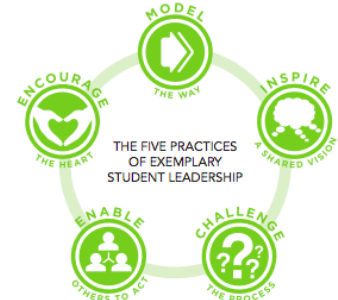 MODEL
THE WAY
ENCOURAGE
THE HEART
INSPIRE
A SHARED VISION
THE FIVE PRACTICES
OF EXEMPLARY
STUDENT LEADERSHIP
ENABLE
OTHERS TO ACT
CHALLENGE
???
THE PROCESS